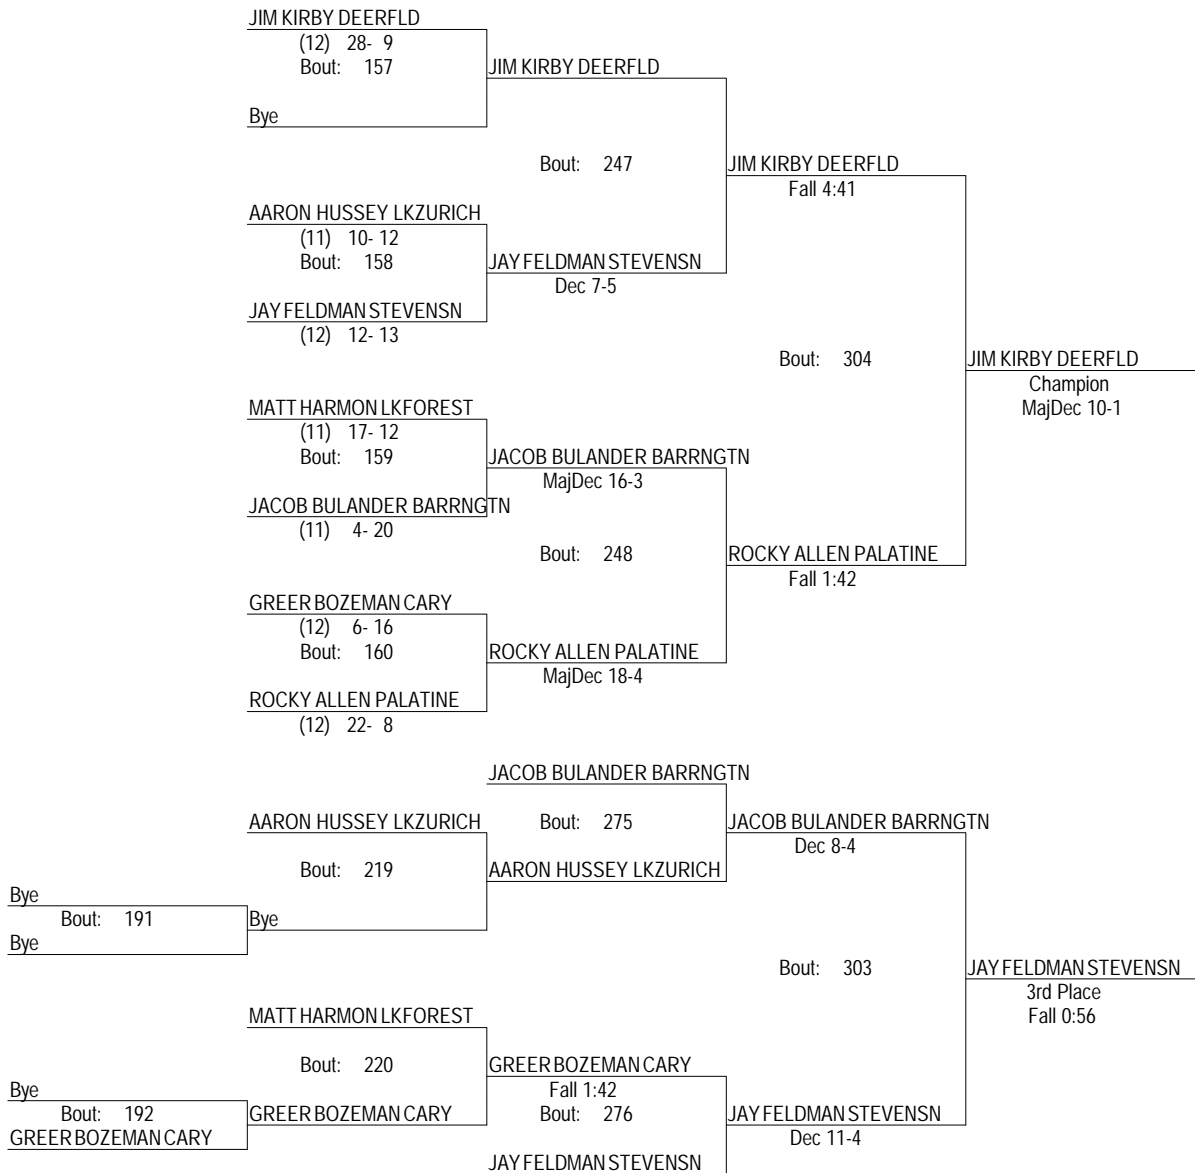 JIM KIRBY DEERFLD
(12) 28- 9
Bout: 157
JIM KIRBY DEERFLD
Bye
Bout: 247
JIM KIRBY DEERFLD
Fall 4:41
AARON HUSSEY LKZURICH
(11) 10- 12
Bout: 158
JAY FELDMAN STEVENSN
Dec 7-5
JAY FELDMAN STEVENSN
(12) 12- 13
Bout: 304
JIM KIRBY DEERFLD
Champion
MajDec 10-1
MATT HARMON LKFOREST
(11) 17- 12
Bout: 159
JACOB BULANDER BARRNGTN
MajDec 16-3
JACOB BULANDER BARRNGTN
(11) 4- 20
Bout: 248
ROCKY ALLEN PALATINE
Fall 1:42
GREER BOZEMAN CARY
(12) 6- 16
Bout: 160
ROCKY ALLEN PALATINE
MajDec 18-4
ROCKY ALLEN PALATINE
(12) 22- 8
JACOB BULANDER BARRNGTN
AARON HUSSEY LKZURICH
Bout: 275
JACOB BULANDER BARRNGTN
Dec 8-4
Bout: 219
AARON HUSSEY LKZURICH
Bye
Bout: 191
Bye
Bye
Bout: 303
JAY FELDMAN STEVENSN
3rd Place
Fall 0:56
MATT HARMON LKFOREST
Bout: 220
GREER BOZEMAN CARY
Fall 1:42
Bye
Bout: 192
GREER BOZEMAN CARY
Bout: 276
JAY FELDMAN STEVENSN
Dec 11-4
GREER BOZEMAN CARY
JAY FELDMAN STEVENSN